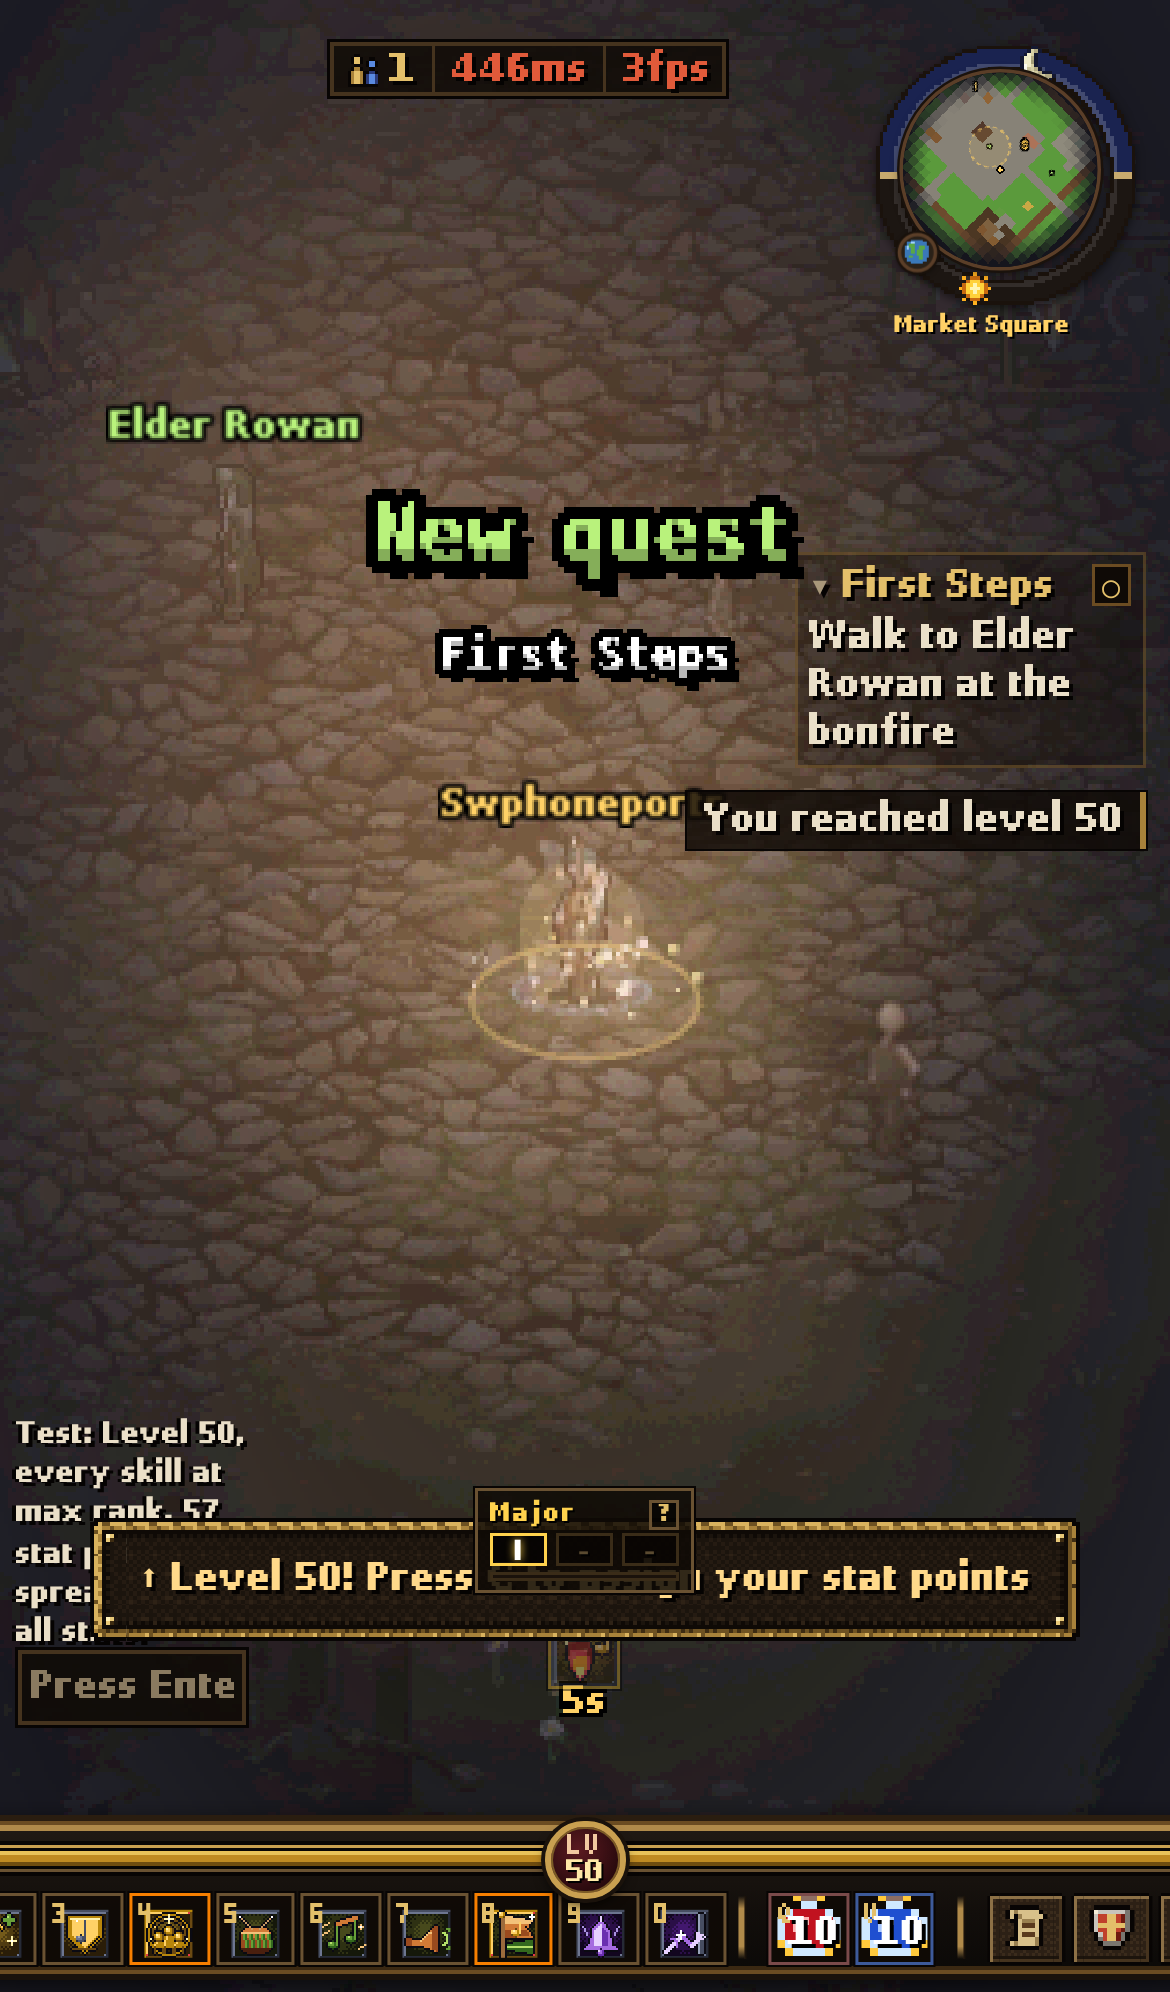 1 446ms 3fps
Market Square
Elder Rowan
New quest
First Steps
First Steps
Walk to Elder
Rowan at the
bonfire
Swphonepor
You reached level 50
Test: Level 50,
every skill at
max rank, 57
stat
sprea
all st
Major ?
I - -
↑ Level 50! Press your stat points
Press Ente
5s
LV
50
3 4 5 6 7 8 9 0 10 10